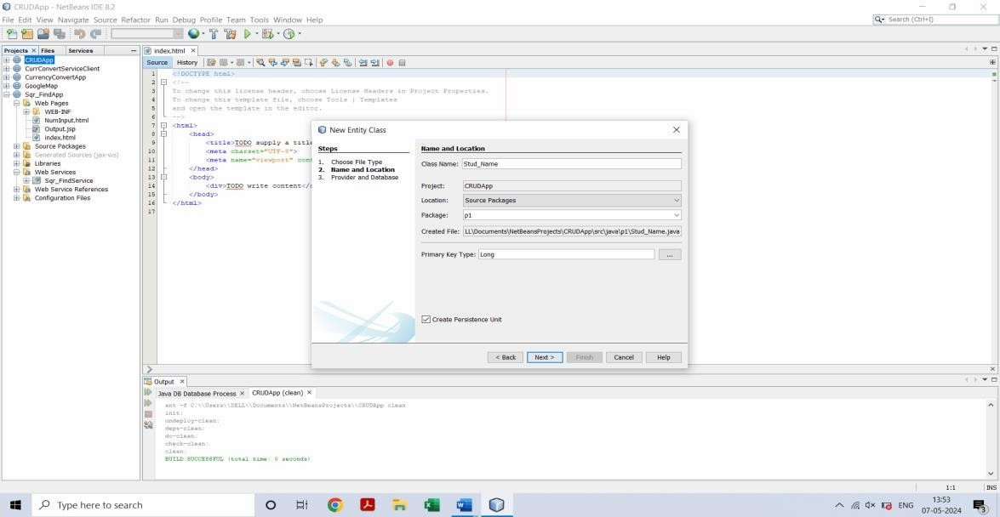 CRUDApp - NetBeans IDE 8.2
File Edit View Navigate Source Refactor Run Debug Profile Team Tools Window Help
Search (Ctrl+I)
Projects Files Services
index.html
Source History
CRUDApp
CurrConvertServiceClient
CurrencyConvertApp
GoogleMap
Sqr_FindApp
Web Pages
WEB-INF
NumInput.html
Output.jsp
index.html
Source Packages
Generated Sources (jax-ws)
Libraries
Web Services
Sqr_FindService
Web Service References
Configuration Files
1 <!DOCTYPE html>
2 <!--
3 To change this license header, choose License Headers in Project Properties.
4 To change this template file, choose Tools | Templates
5 and open the template in the editor.
6 -->
7 <html>
8 <head>
9 <title>TODO supply a title
10 <meta charset="UTF-8">
11 <meta name="viewport" cont
12 </head>
13 <body>
14 <div>TODO write content</
15 </body>
16 </html>
17
New Entity Class
Steps
1. Choose File Type
2. Name and Location
3. Provider and Database
Name and Location
Class Name: Stud_Name
Project: CRUDApp
Location: Source Packages
Package: p1
Created File: LL\Documents\NetBeansProjects\CRUDApp\src\java\p1\Stud_Name.java
Primary Key Type: Long ...
Create Persistence Unit
< Back Next > Finish Cancel Help
Output
Java DB Database Process CRUDApp (clean)
ant -f C:\\Users\\DELL\\Documents\\NetBeansProjects\\CRUDApp clean
init:
undeploy-clean:
deps-clean:
do-clean:
check-clean:
clean:
BUILD SUCCESSFUL (total time: 0 seconds)
1:1 INS
Type here to search
ENG
13:53
07-05-2024
3